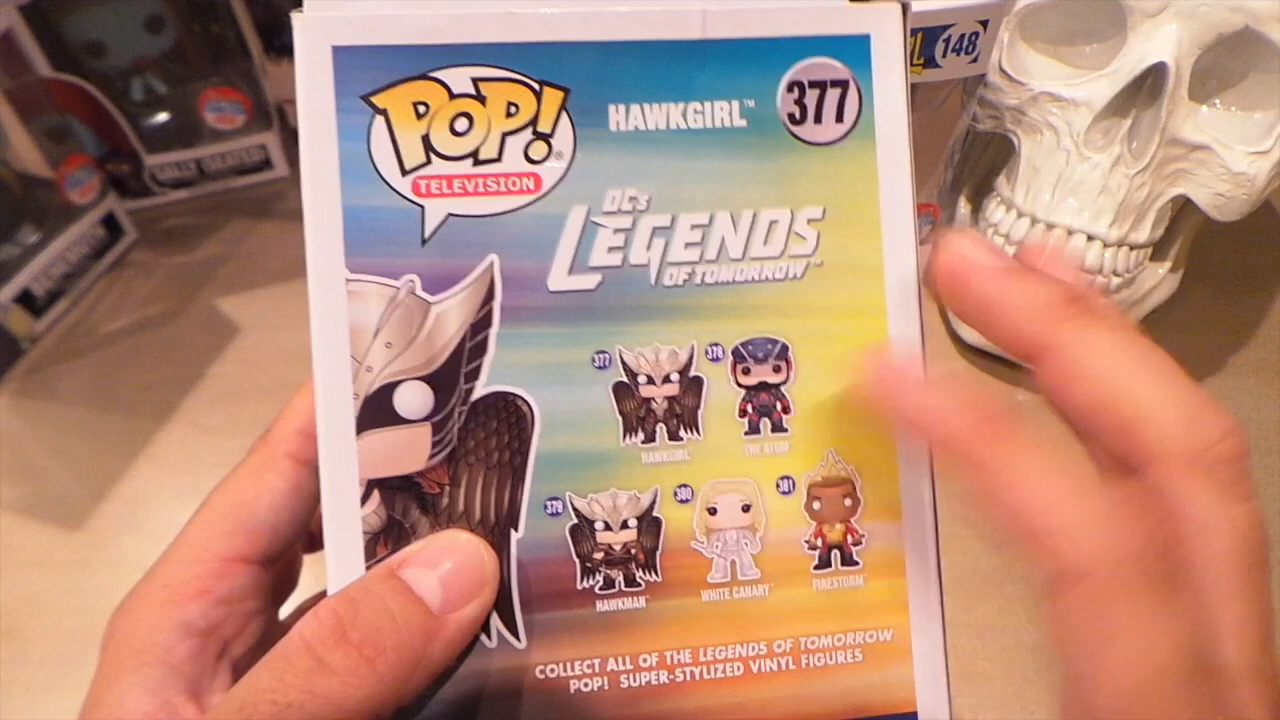 POP!
®
TELEVISION
HAWKGIRL™
377
DC's
LEGENDS
OF TOMORROW™
377
HAWKGIRL
378
THE ATOM
379
HAWKMAN™
380
WHITE CANARY™
381
FIRESTORM™
COLLECT ALL OF THE LEGENDS OF TOMORROW
POP! SUPER-STYLIZED VINYL FIGURES
148